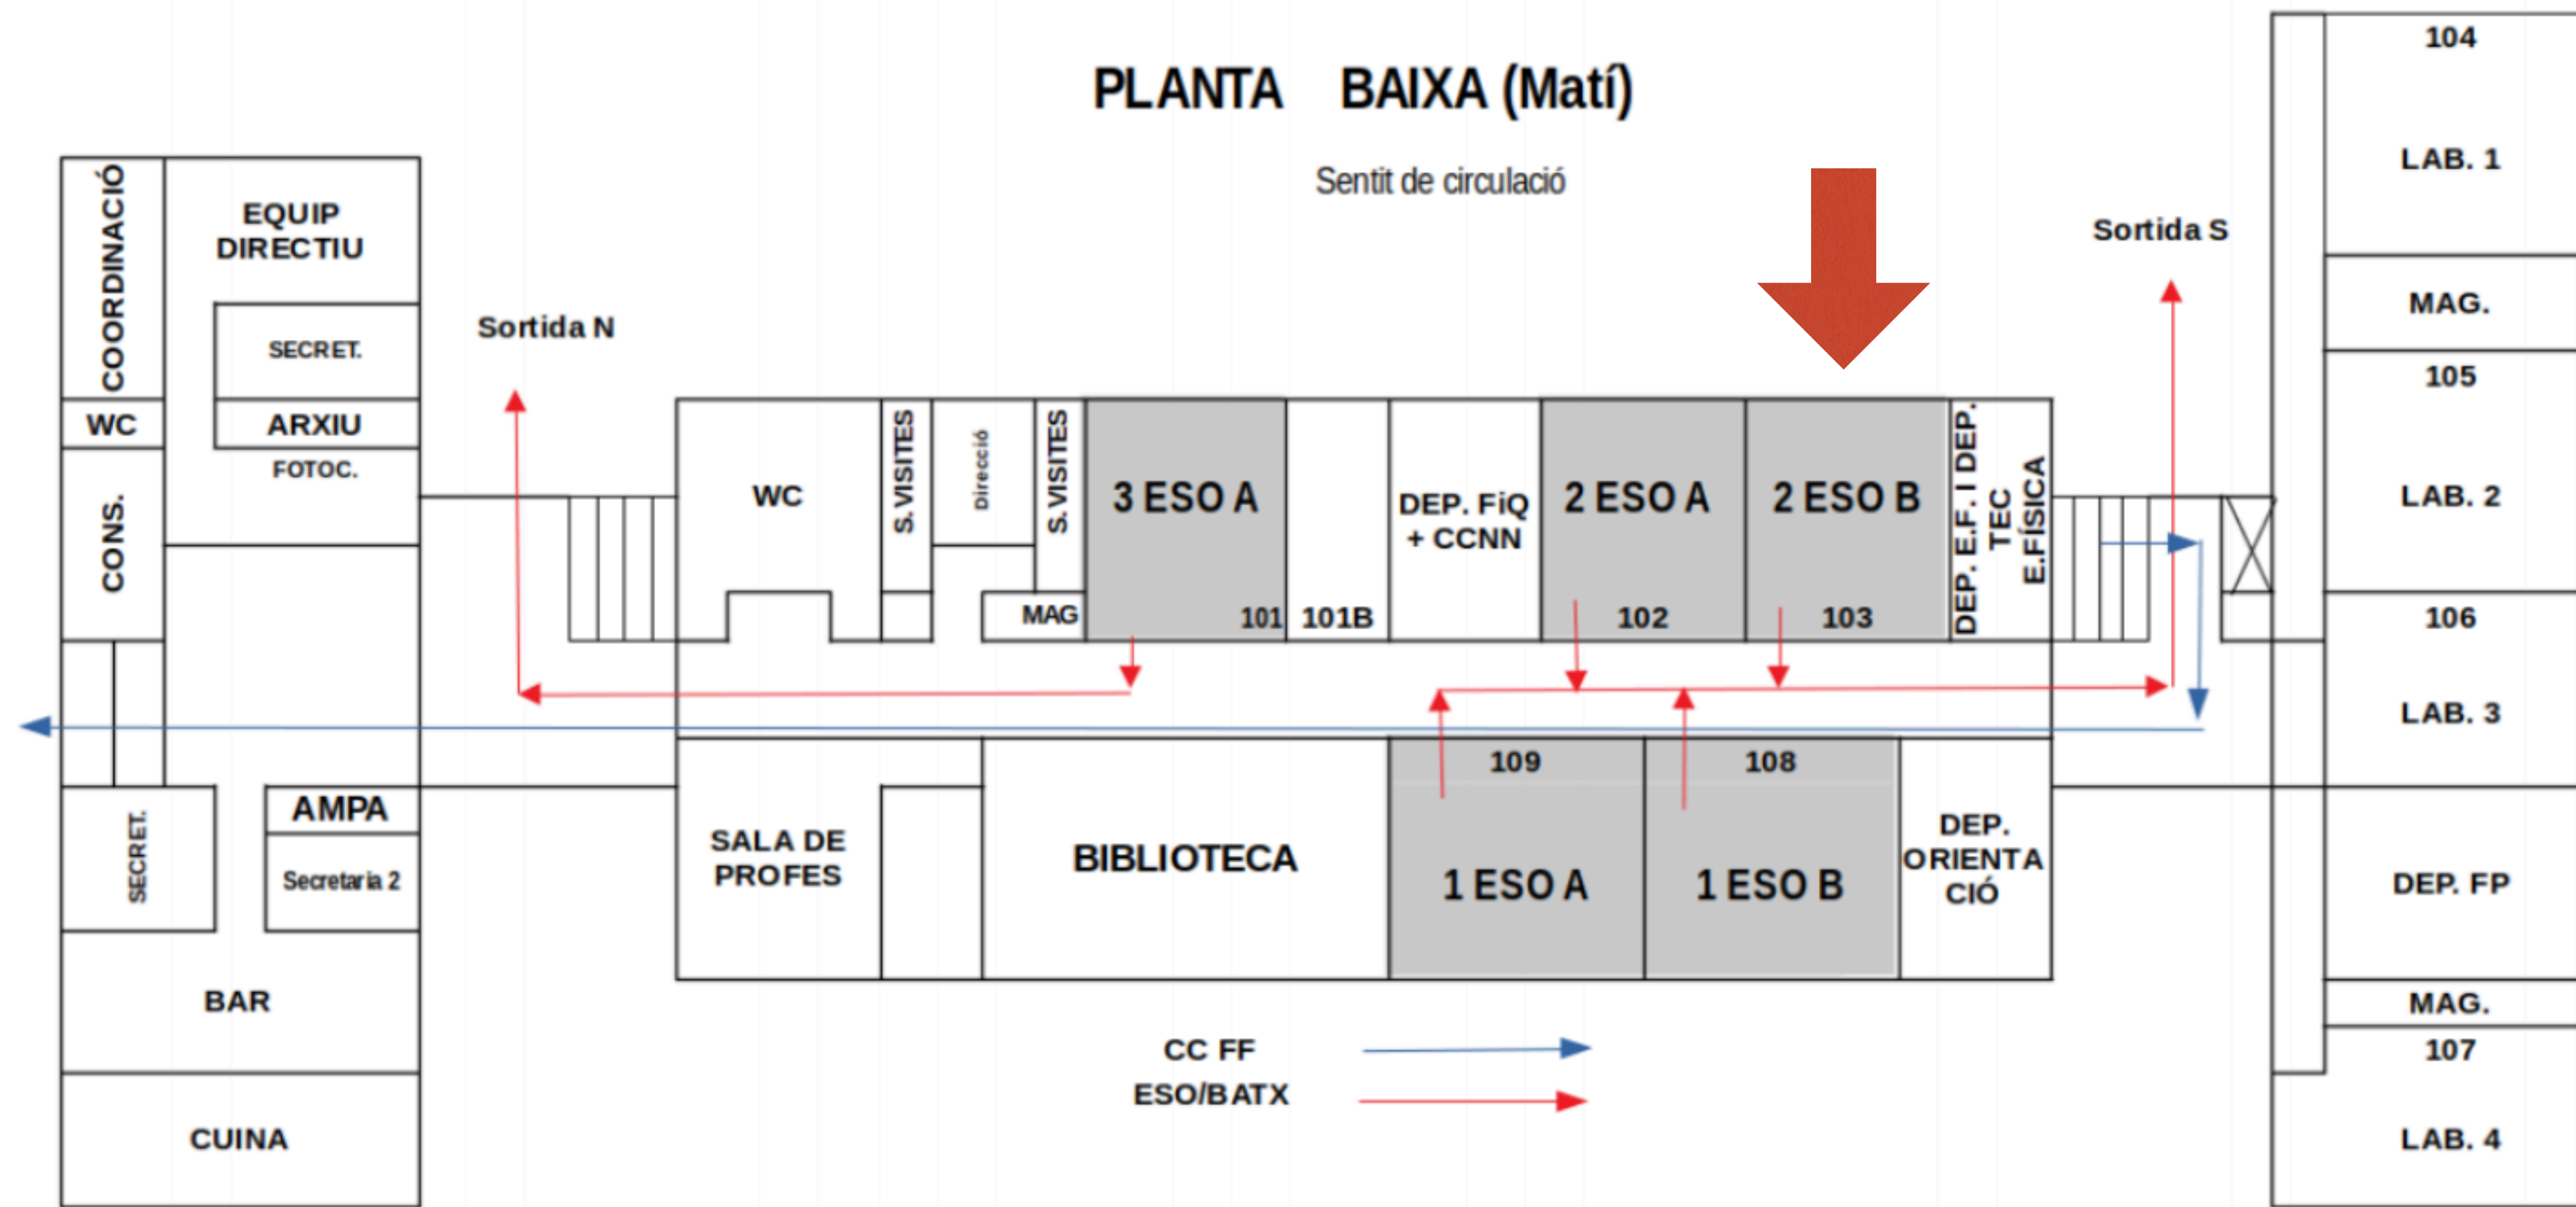 PLANTA BAIXA (Matí)
Sentit de circulació
COORDINACIÓ
EQUIP
DIRECTIU
SECRET.
WC
ARXIU
FOTOC.
CONS.
Sortida N
WC
S. VISITES
Direcció
S. VISITES
MAG
3 ESO A
101
101B
DEP. FiQ
+ CCNN
2 ESO A
102
2 ESO B
103
DEP. E.F. I DEP.
TEC
E.FÍSICA
Sortida S
104
LAB. 1
MAG.
105
LAB. 2
106
LAB. 3
SECRET.
AMPA
Secretaria 2
BAR
CUINA
SALA DE
PROFES
BIBLIOTECA
109
1 ESO A
108
1 ESO B
DEP.
ORIENTA
CIÓ
DEP. FP
MAG.
107
LAB. 4
CC FF
ESO/BATX